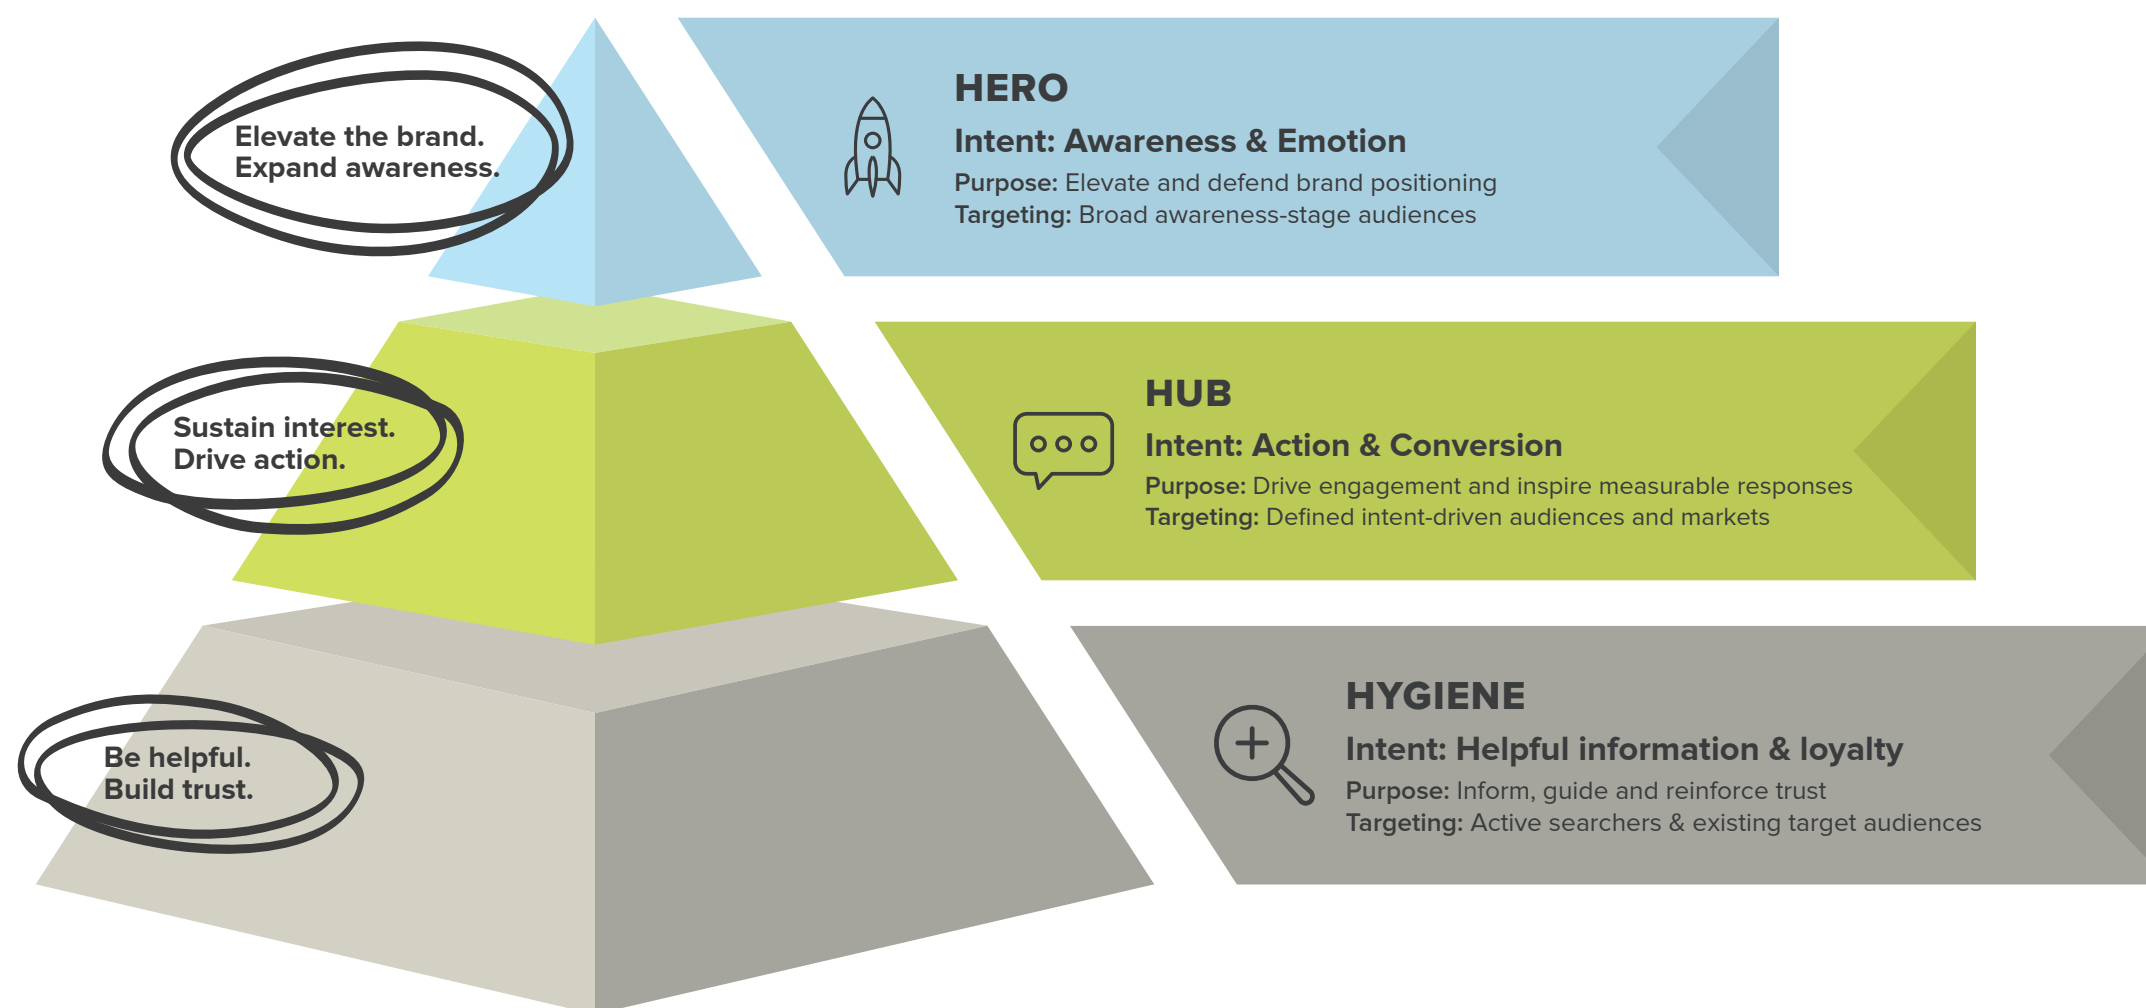 Elevate the brand.
Expand awareness.
HERO
Intent: Awareness & Emotion
Purpose: Elevate and defend brand positioning
Targeting: Broad awareness-stage audiences
Sustain interest.
Drive action.
HUB
Intent: Action & Conversion
Purpose: Drive engagement and inspire measurable responses
Targeting: Defined intent-driven audiences and markets
Be helpful.
Build trust.
HYGIENE
Intent: Helpful information & loyalty
Purpose: Inform, guide and reinforce trust
Targeting: Active searchers & existing target audiences